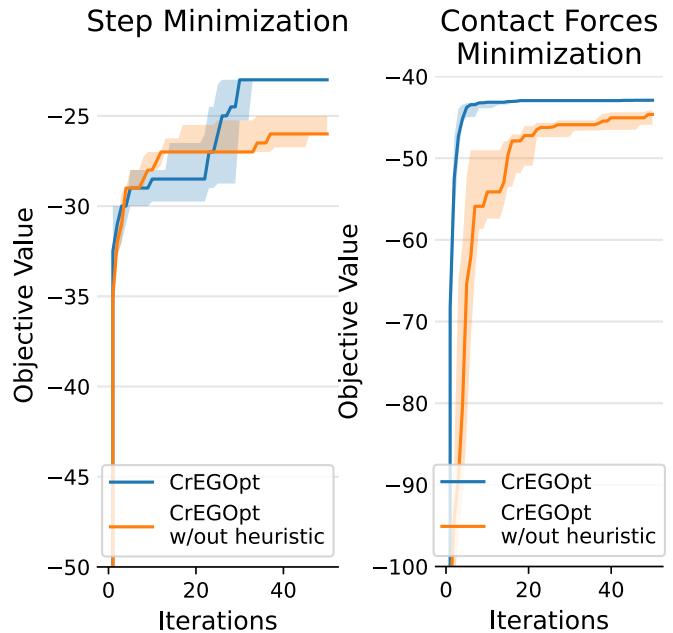 Step Minimization
Objective Value
−25
−30
−35
−40
−45
−50
0
20
40
Iterations
CrEGOpt
CrEGOpt
w/out heuristic
Contact Forces
Minimization
Objective Value
−40
−50
−60
−70
−80
−90
−100
0
20
40
Iterations
CrEGOpt
CrEGOpt
w/out heuristic